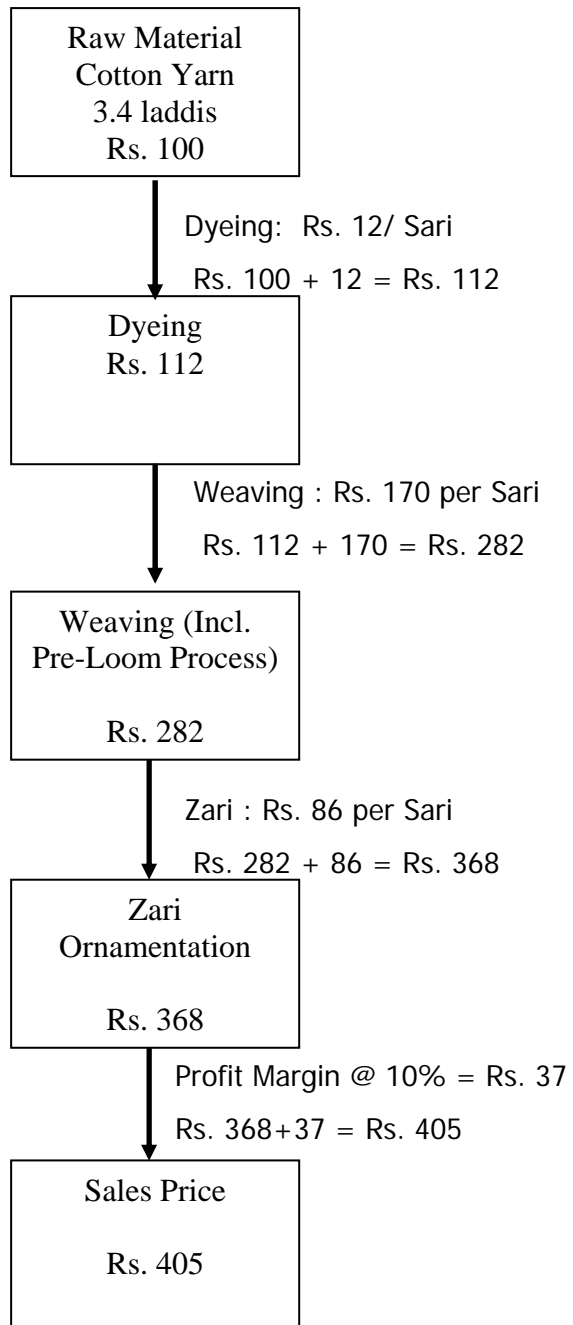 Raw Material
Cotton Yarn
3.4 laddis
Rs. 100
Dyeing:  Rs. 12/ Sari
Rs. 100 + 12 = Rs. 112
Dyeing
Rs. 112
Weaving : Rs. 170 per Sari
Rs. 112 + 170 = Rs. 282
Weaving (Incl.
Pre-Loom Process)
Rs. 282
Zari : Rs. 86 per Sari
Rs. 282 + 86 = Rs. 368
Zari
Ornamentation
Rs. 368
Profit Margin @ 10% = Rs. 37
Rs. 368+37 = Rs. 405
Sales Price
Rs. 405